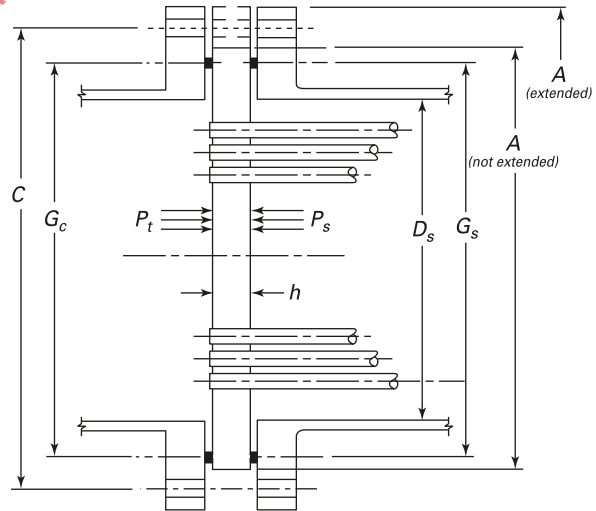 A
(extended)
A
(not extended)
C
G_c
P_t
P_s
D_s
G_s
h